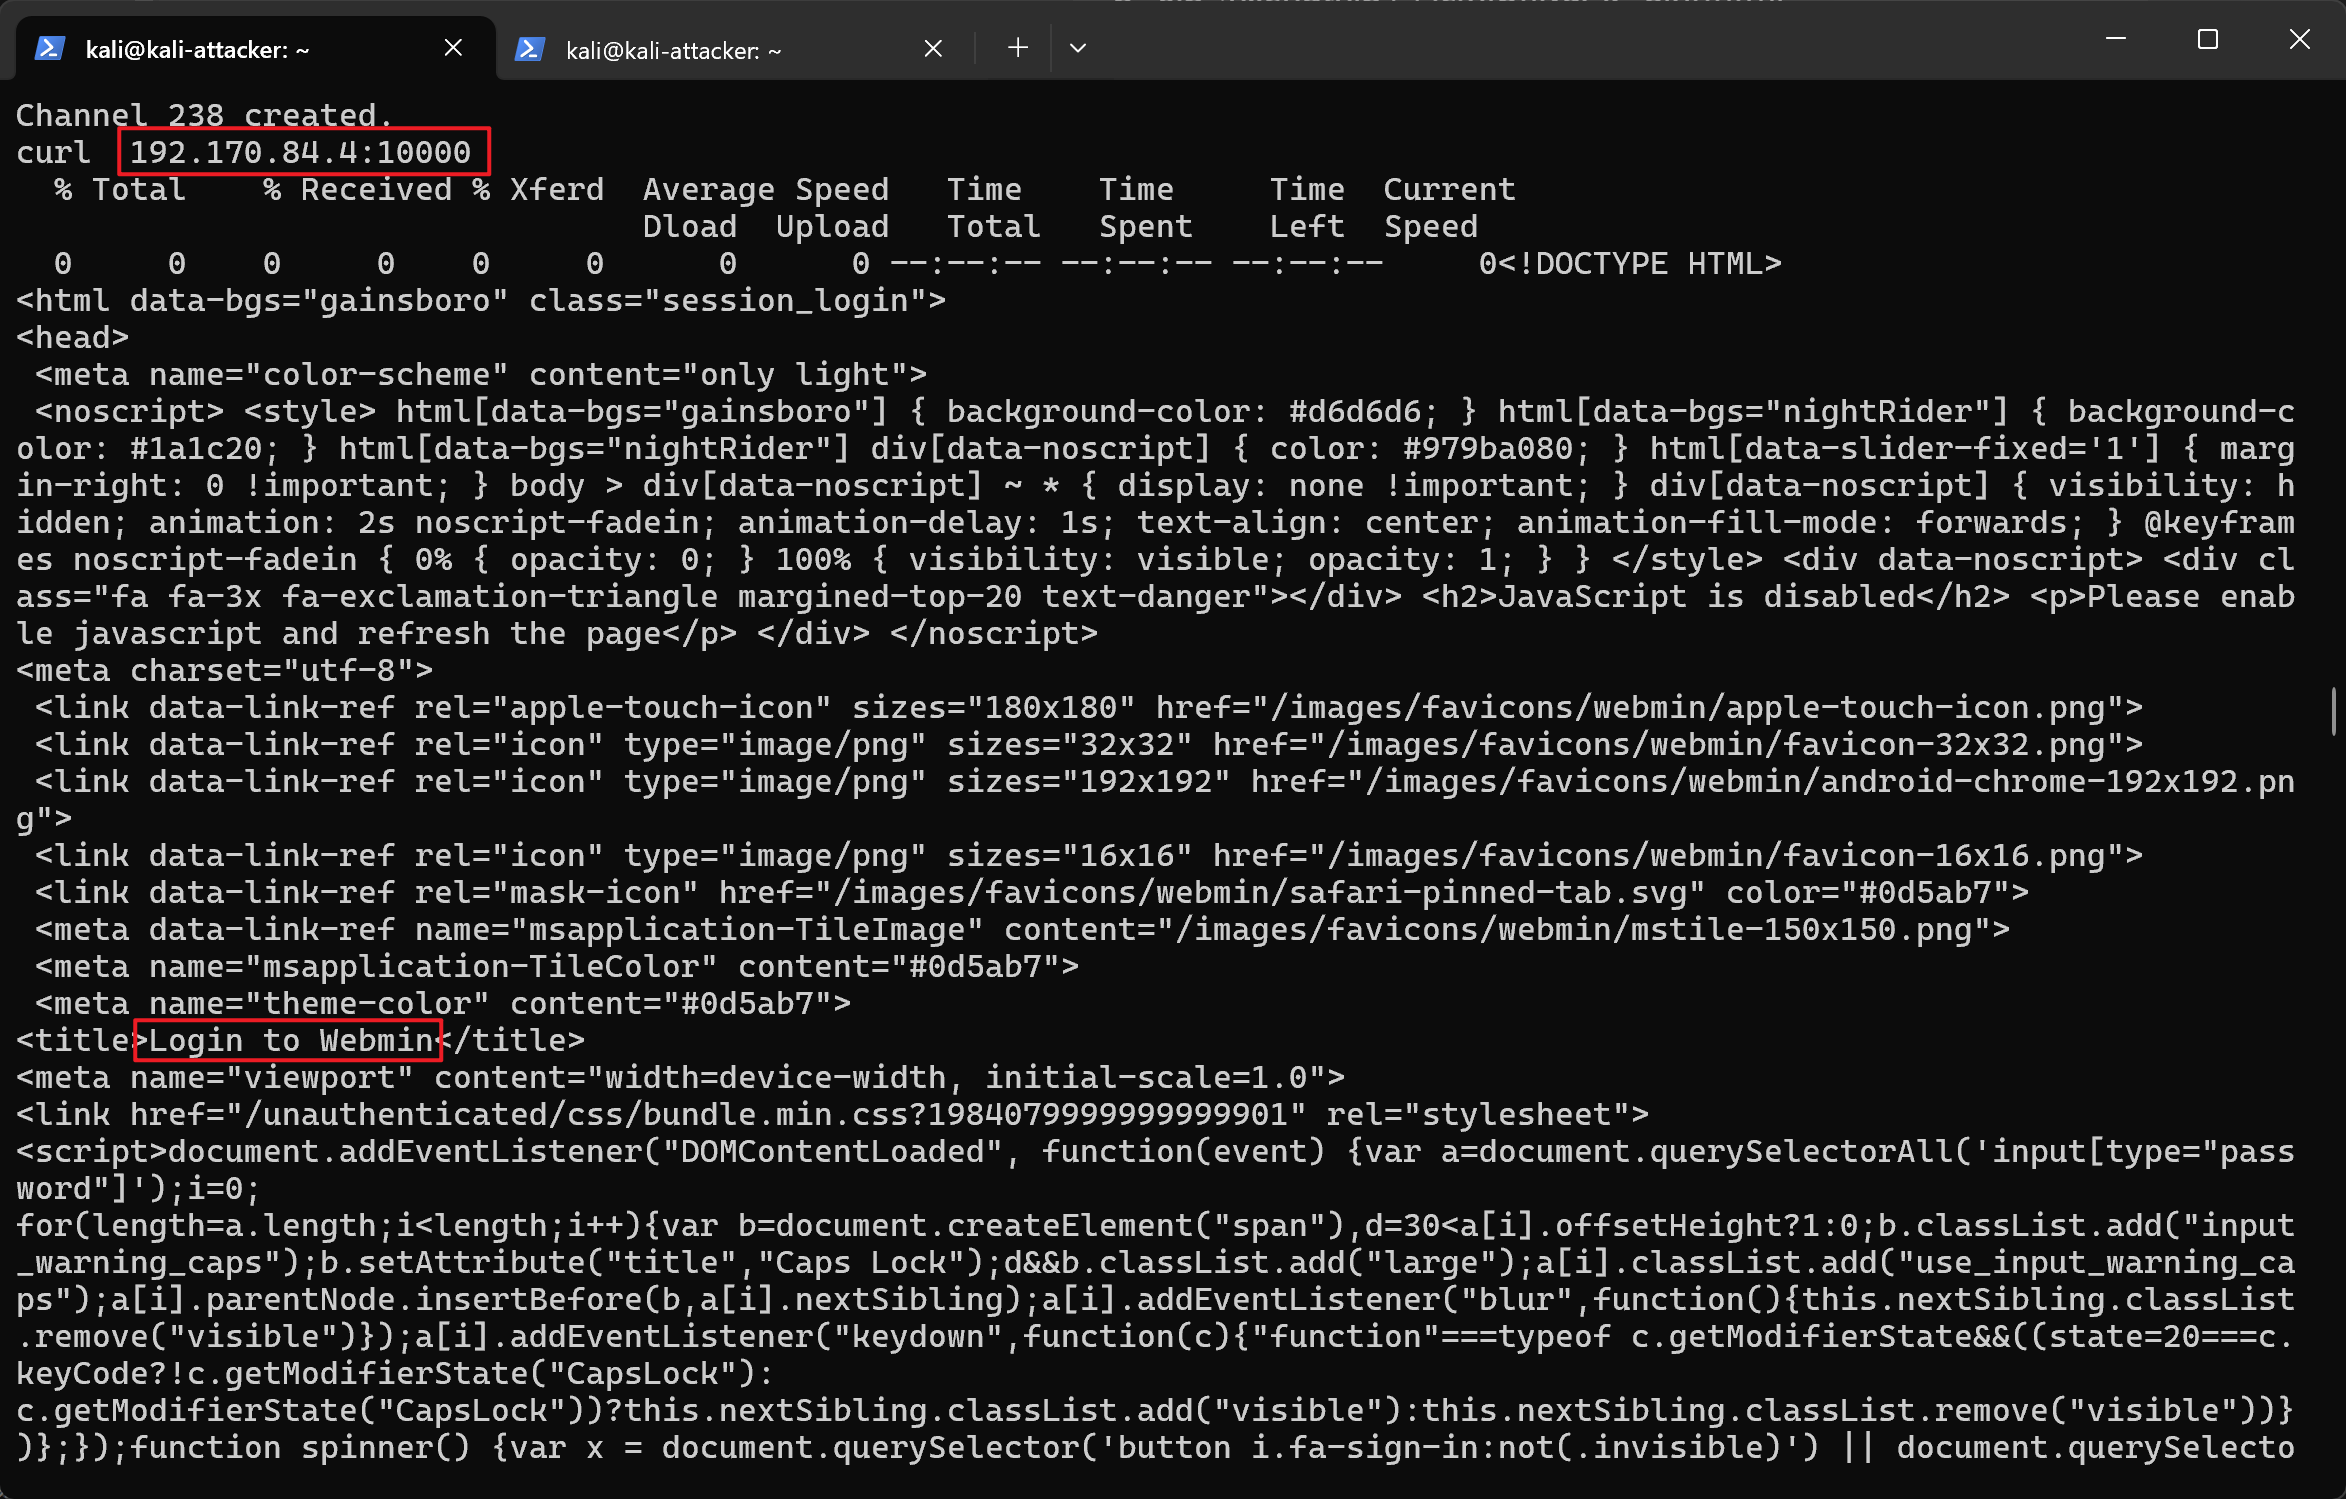 kali@kali-attacker: ~
kali@kali-attacker: ~
Channel 238 created.
curl  192.170.84.4:10000
  % Total    % Received % Xferd  Average Speed   Time    Time     Time  Current
                                 Dload  Upload   Total   Spent    Left  Speed
  0     0    0     0    0     0      0      0 --:--:-- --:--:-- --:--:--     0<!DOCTYPE HTML>
<html data-bgs="gainsboro" class="session_login">
<head>
 <meta name="color-scheme" content="only light">
 <noscript> <style> html[data-bgs="gainsboro"] { background-color: #d6d6d6; } html[data-bgs="nightRider"] { background-c
olor: #1a1c20; } html[data-bgs="nightRider"] div[data-noscript] { color: #979ba080; } html[data-slider-fixed='1'] { marg
in-right: 0 !important; } body > div[data-noscript] ~ * { display: none !important; } div[data-noscript] { visibility: h
idden; animation: 2s noscript-fadein; animation-delay: 1s; text-align: center; animation-fill-mode: forwards; } @keyfram
es noscript-fadein { 0% { opacity: 0; } 100% { visibility: visible; opacity: 1; } } </style> <div data-noscript> <div cl
ass="fa fa-3x fa-exclamation-triangle margined-top-20 text-danger"></div> <h2>JavaScript is disabled</h2> <p>Please enab
le javascript and refresh the page</p> </div> </noscript>
<meta charset="utf-8">
 <link data-link-ref rel="apple-touch-icon" sizes="180x180" href="/images/favicons/webmin/apple-touch-icon.png">
 <link data-link-ref rel="icon" type="image/png" sizes="32x32" href="/images/favicons/webmin/favicon-32x32.png">
 <link data-link-ref rel="icon" type="image/png" sizes="192x192" href="/images/favicons/webmin/android-chrome-192x192.pn
g">
 <link data-link-ref rel="icon" type="image/png" sizes="16x16" href="/images/favicons/webmin/favicon-16x16.png">
 <link data-link-ref rel="mask-icon" href="/images/favicons/webmin/safari-pinned-tab.svg" color="#0d5ab7">
 <meta data-link-ref name="msapplication-TileImage" content="/images/favicons/webmin/mstile-150x150.png">
 <meta name="msapplication-TileColor" content="#0d5ab7">
 <meta name="theme-color" content="#0d5ab7">
<title>Login to Webmin</title>
<meta name="viewport" content="width=device-width, initial-scale=1.0">
<link href="/unauthenticated/css/bundle.min.css?1984079999999999901" rel="stylesheet">
<script>document.addEventListener("DOMContentLoaded", function(event) {var a=document.querySelectorAll('input[type="pass
word"]');i=0;
for(length=a.length;i<length;i++){var b=document.createElement("span"),d=30<a[i].offsetHeight?1:0;b.classList.add("input
_warning_caps");b.setAttribute("title","Caps Lock");d&&b.classList.add("large");a[i].classList.add("use_input_warning_ca
ps");a[i].parentNode.insertBefore(b,a[i].nextSibling);a[i].addEventListener("blur",function(){this.nextSibling.classList
.remove("visible")});a[i].addEventListener("keydown",function(c){"function"===typeof c.getModifierState&&((state=20===c.
keyCode?!c.getModifierState("CapsLock"):
c.getModifierState("CapsLock"))?this.nextSibling.classList.add("visible"):this.nextSibling.classList.remove("visible"))}
)};});function spinner() {var x = document.querySelector('button i.fa-sign-in:not(.invisible)') || document.querySelecto